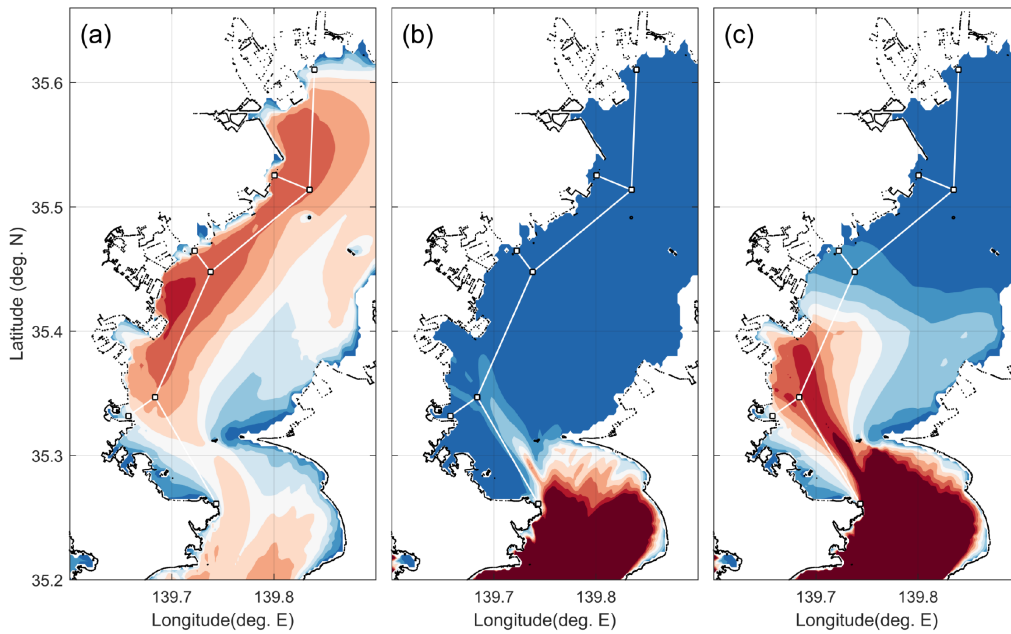 (a) (b) (c)
35.6
35.5
35.4
35.3
35.2
Latitude (deg. N)
139.7 139.8 139.7 139.8 139.7 139.8
Longitude(deg. E) Longitude(deg. E) Longitude(deg. E)